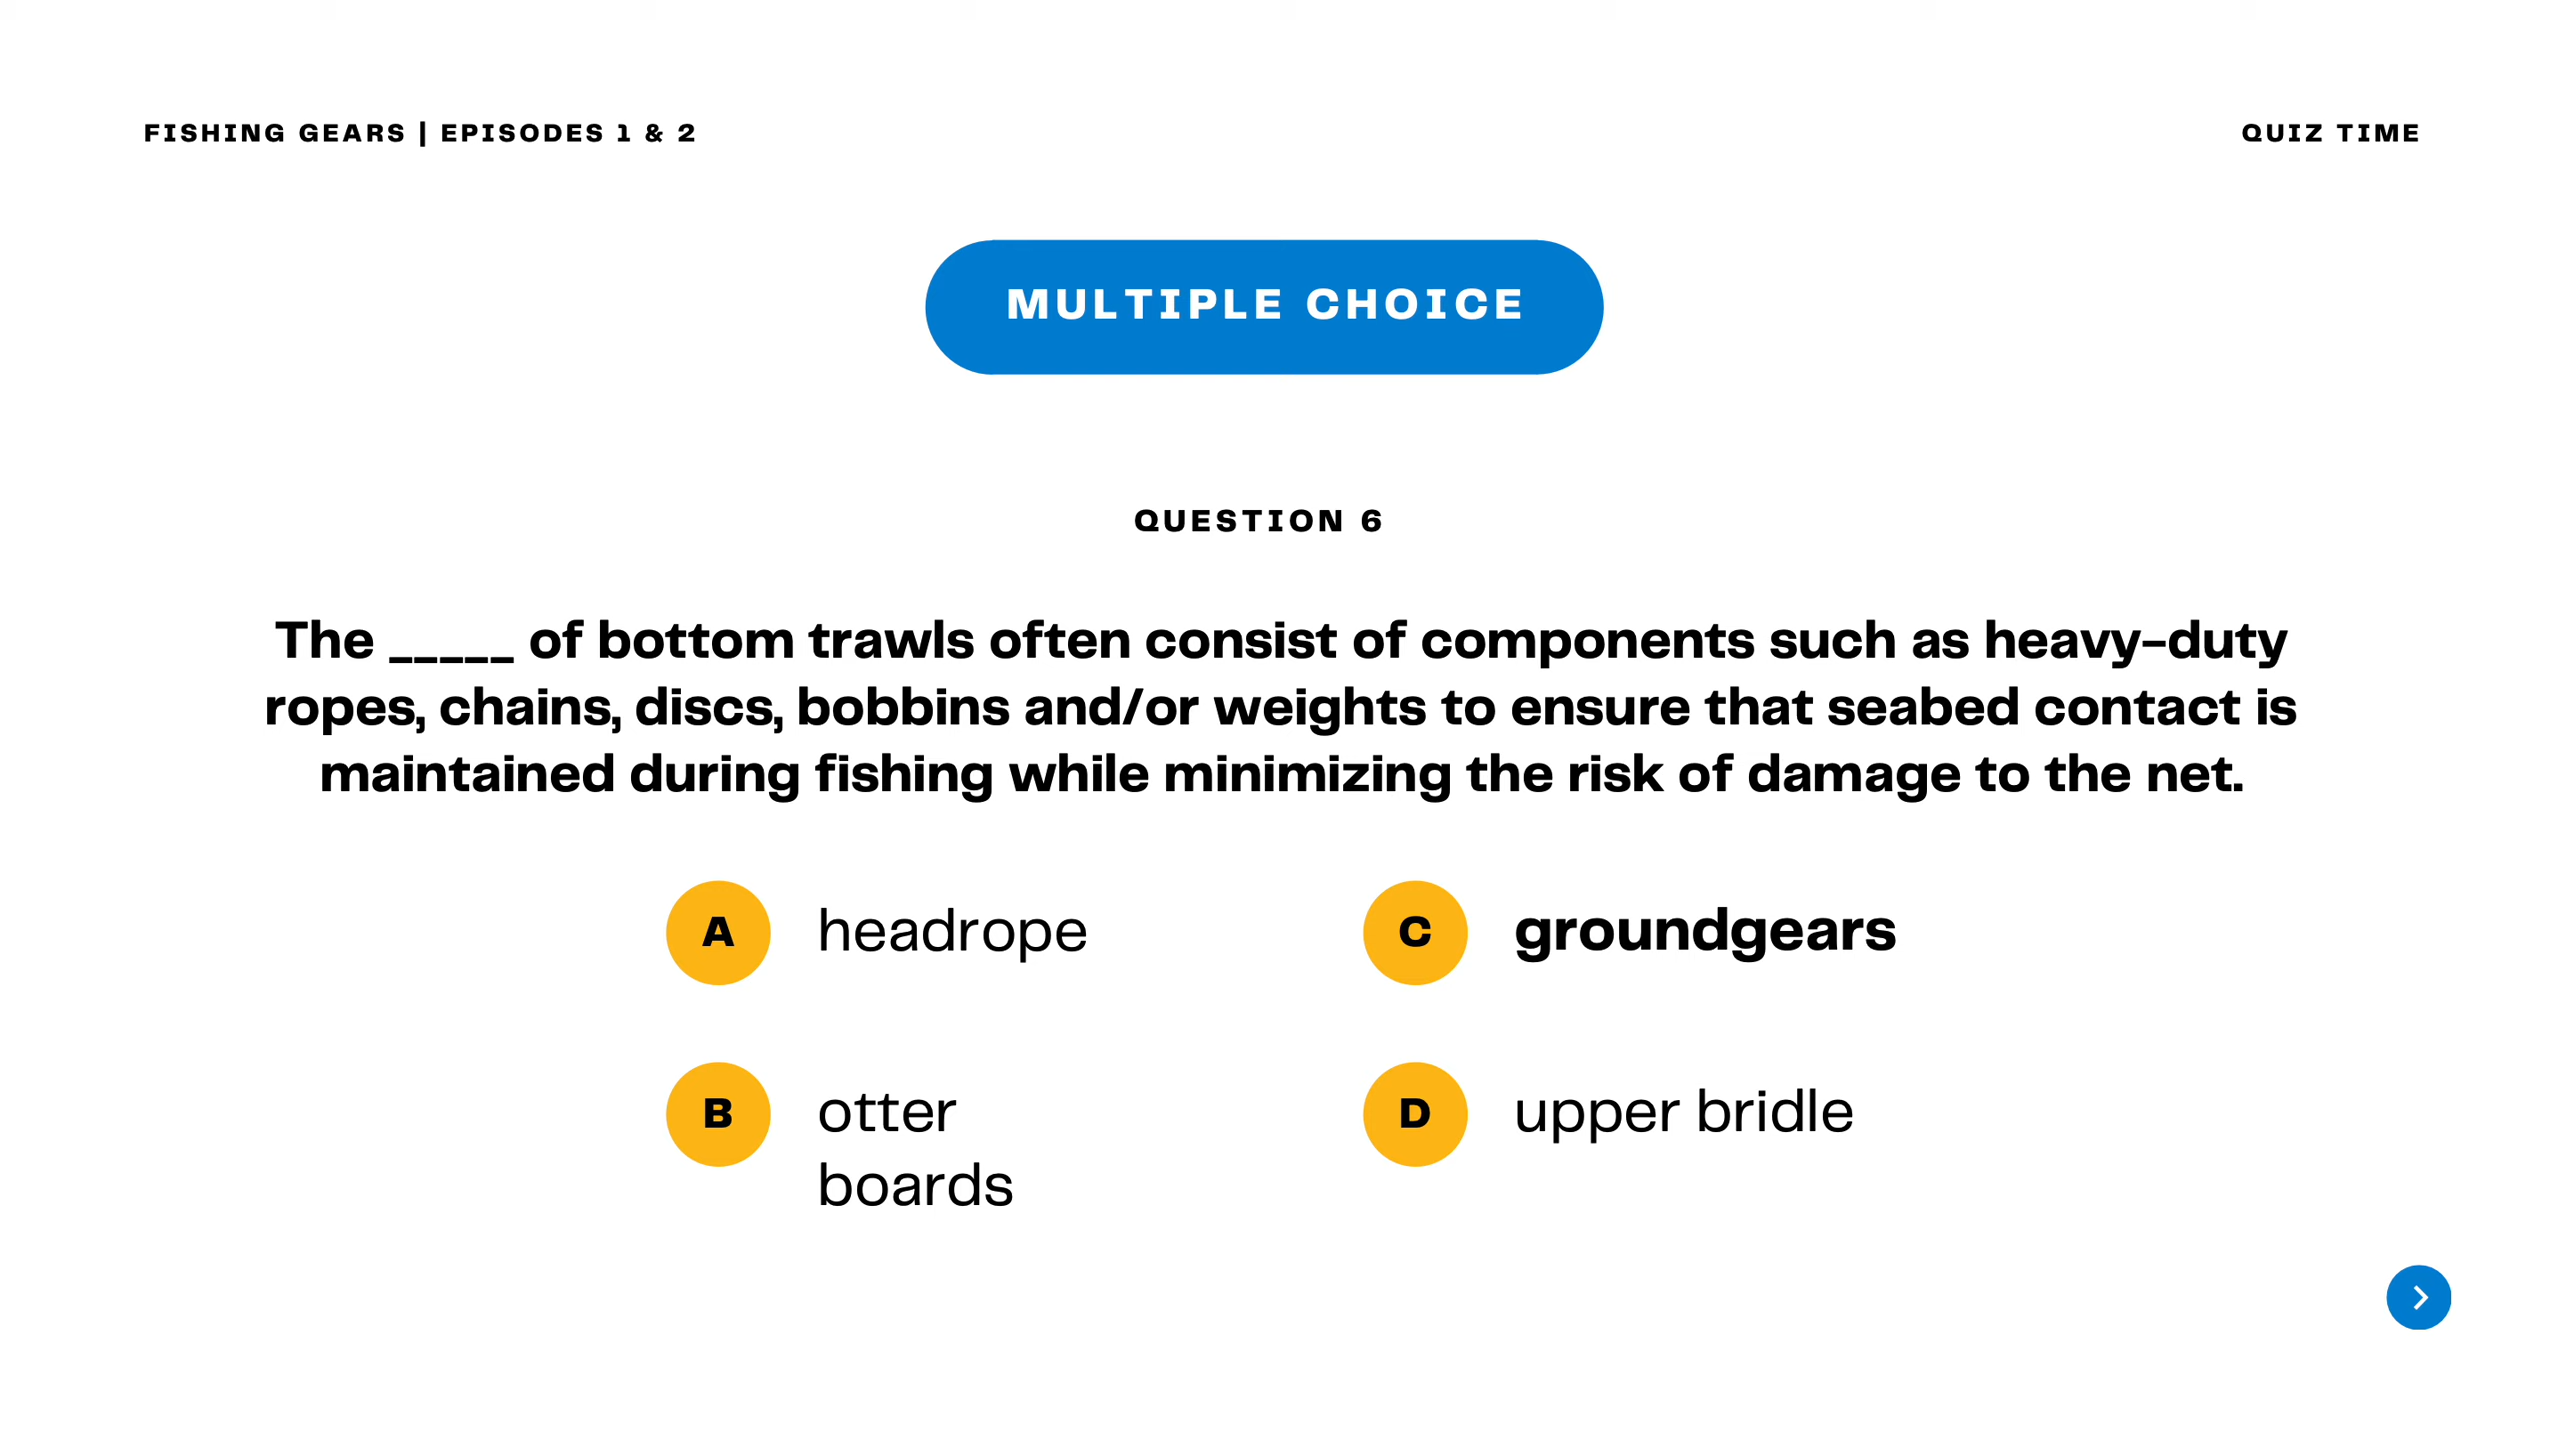 FISHING GEARS | EPISODES 1 & 2
QUIZ TIME
MULTIPLE CHOICE
QUESTION 6
The _____ of bottom trawls often consist of components such as heavy-duty
ropes, chains, discs, bobbins and/or weights to ensure that seabed contact is
maintained during fishing while minimizing the risk of damage to the net.
A headrope
B otter
boards
C groundgears
D upper bridle